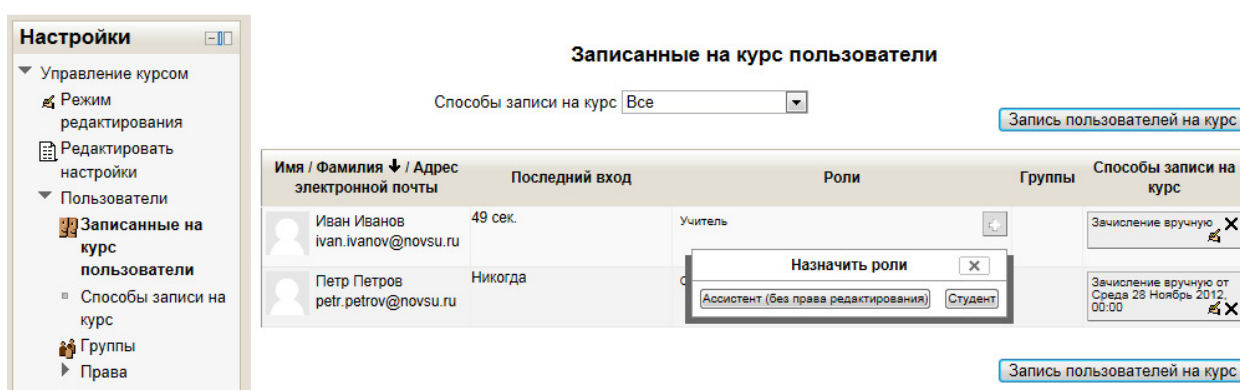 Настройки
Управление курсом
Режим
редактирования
Редактировать
настройки
Пользователи
Записанные на
курс
пользователи
Способы записи на
курс
Группы
Права
Записанные на курс пользователи
Способы записи на курс Все
Запись пользователей на курс
Имя / Фамилия / Адрес
электронной почты
Последний вход
Роли
Группы
Способы записи на
курс
Иван Иванов
ivan.ivanov@novsu.ru
49 сек.
Учитель
Зачисление вручную
Назначить роли
Ассистент (без права редактирования)
Студент
Петр Петров
petr.petrov@novsu.ru
Никогда
Зачисление вручную от
Среда 28 Ноябрь 2012,
00:00
Запись пользователей на курс